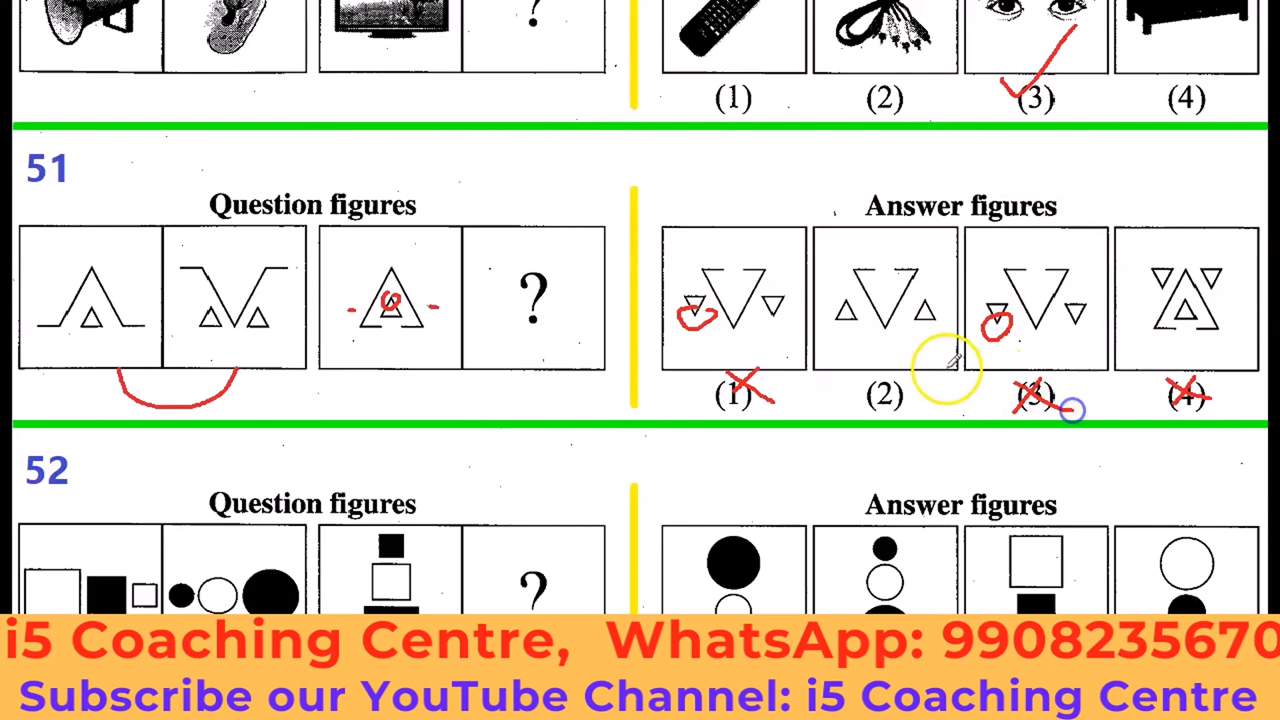 ?
(1) (2) (3) (4)
51
Question figures Answer figures
?
(1) (2) (3) (4)
52
Question figures Answer figures
?
i5 Coaching Centre, WhatsApp: 9908235670
Subscribe our YouTube Channel: i5 Coaching Centre